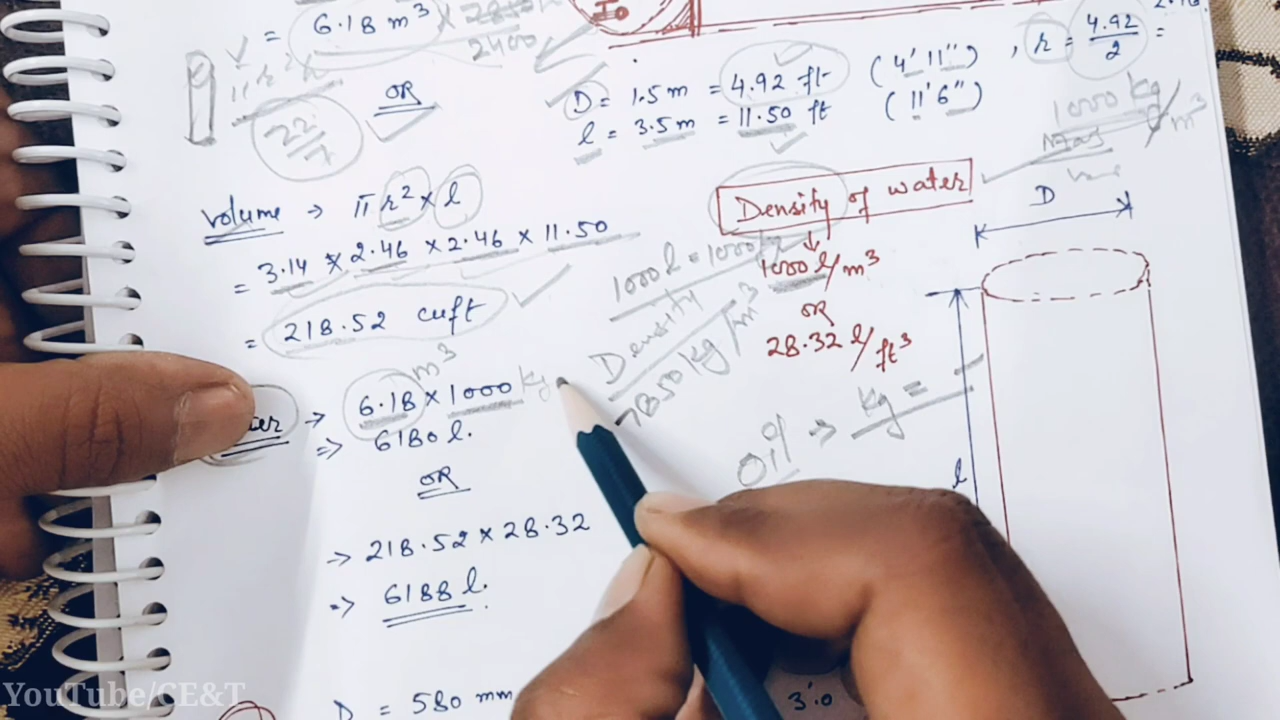 = 6.18 m³ ×
2400
πr²h
22/7
OR
D = 1.5 m = 4.92 ft (4' 11") , r = 4.92/2 =
l = 3.5 m = 11.50 ft (11' 6")
1000 kg
m³
Volume → πr² × l
= 3.14 × 2.46 × 2.46 × 11.50
= 218.52 cuft
Density of water
↓
1000 l/m³
OR
28.32 l/ft³
1000 l = 1000 kg
Density
7850 kg/m³
Oil → kg =
D
l
m³
→ 6.18 × 1000 kg
⇒ 6180 l.
OR
→ 218.52 × 28.32
⇒ 6188 l.
D = 580 mm
3'.0
YouTube/CE&T